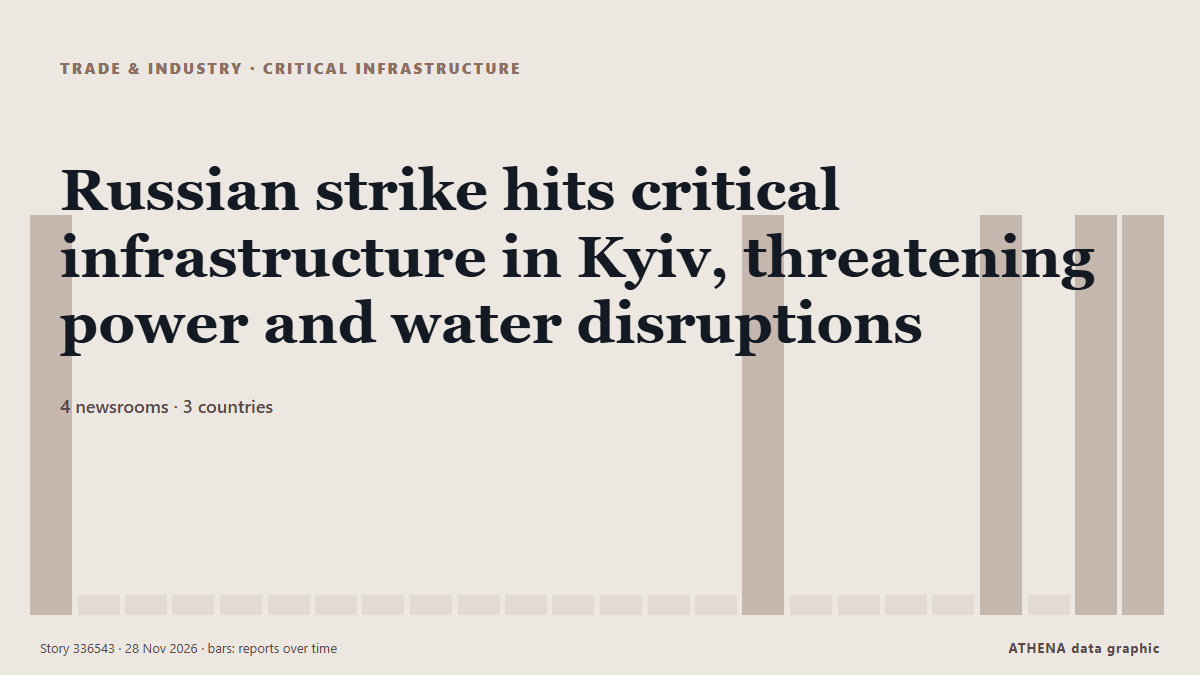 TRADE & INDUSTRY · CRITICAL INFRASTRUCTURE
Russian strike hits critical
infrastructure in Kyiv, threatening
power and water disruptions
4 newsrooms · 3 countries
Story 336543 · 28 Nov 2026 · bars: reports over time
ATHENA data graphic